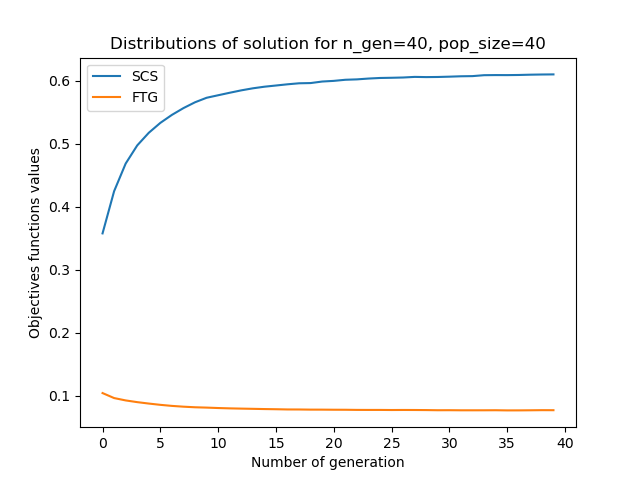 Distributions of solution for n_gen=40, pop_size=40
SCS
FTG
Objectives functions values
0.6
0.5
0.4
0.3
0.2
0.1
0 5 10 15 20 25 30 35 40
Number of generation